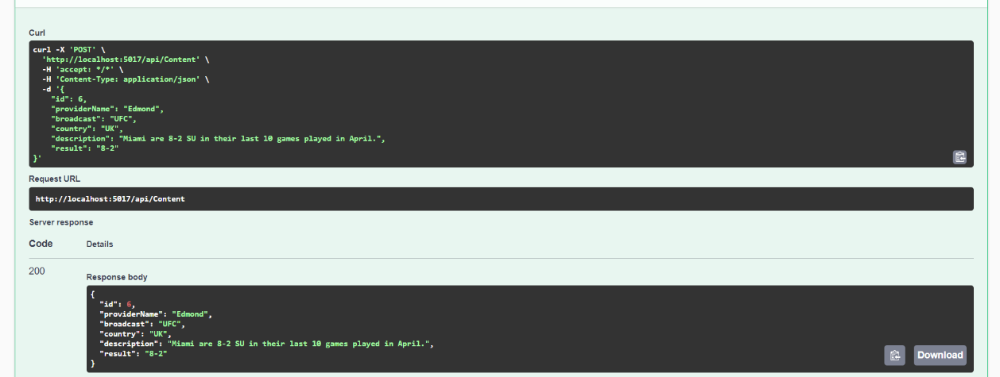 Curl
curl -X 'POST' \
'http://localhost:5017/api/Content' \
-H 'accept: */*' \
-H 'Content-Type: application/json' \
-d '{
"id": 6,
"providerName": "Edmond",
"broadcast": "UFC",
"country": "UK",
"description": "Miami are 8-2 SU in their last 10 games played in April.",
"result": "8-2"
}'
Request URL
http://localhost:5017/api/Content
Server response
Code Details
200
Response body
{
"id": 6,
"providerName": "Edmond",
"broadcast": "UFC",
"country": "UK",
"description": "Miami are 8-2 SU in their last 10 games played in April.",
"result": "8-2"
}
Download